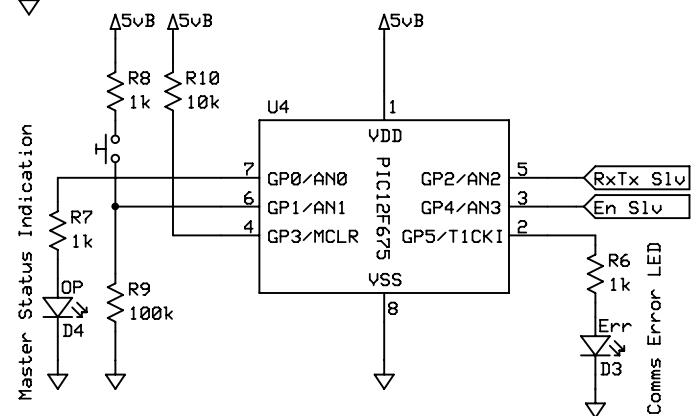 5vB
5vB
5vB
R8
1k
R10
10k
U4
1
VDD
PIC12F675
7
GP0/AN0
GP2/AN2
5
RxTx Slv
6
GP1/AN1
GP4/AN3
3
En Slv
4
GP3/MCLR
GP5/T1CKI
2
VSS
8
Master Status Indication
R7
1k
OP
D4
R9
100k
R6
1k
Err
D3
Comms Error LED